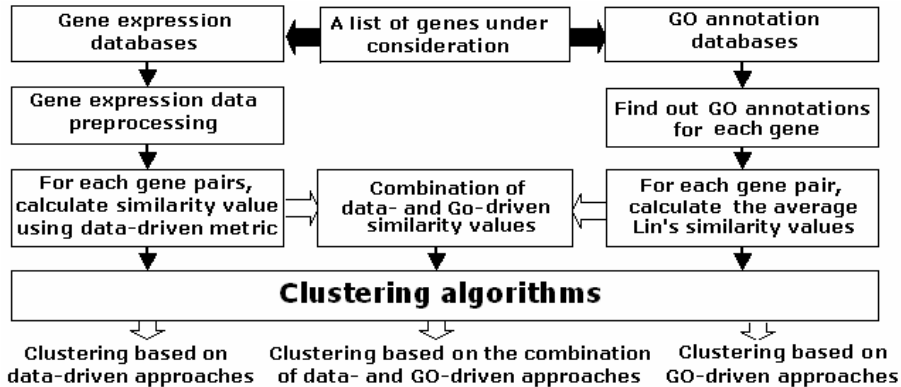 Gene expression
databases
A list of genes under
consideration
GO annotation
databases
Gene expression data
preprocessing
Find out GO annotations
for each gene
For each gene pairs,
calculate similarity value
using data-driven metric
Combination of
data- and Go-driven
similarity values
For each gene pair,
calculate the average
Lin's similarity values
Clustering algorithms
Clustering based on
data-driven approaches
Clustering based on the combination
of data- and GO-driven approaches
Clustering based on
GO-driven approaches